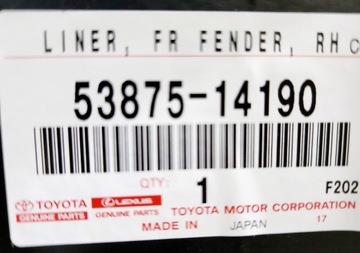 LINER, FR FENDER, RH
53875-14190
QTY: 1 F202
TOYOTA LEXUS
GENUINE PARTS GENUINE PARTS TOYOTA MOTOR CORPORATION
MADE IN JAPAN 17